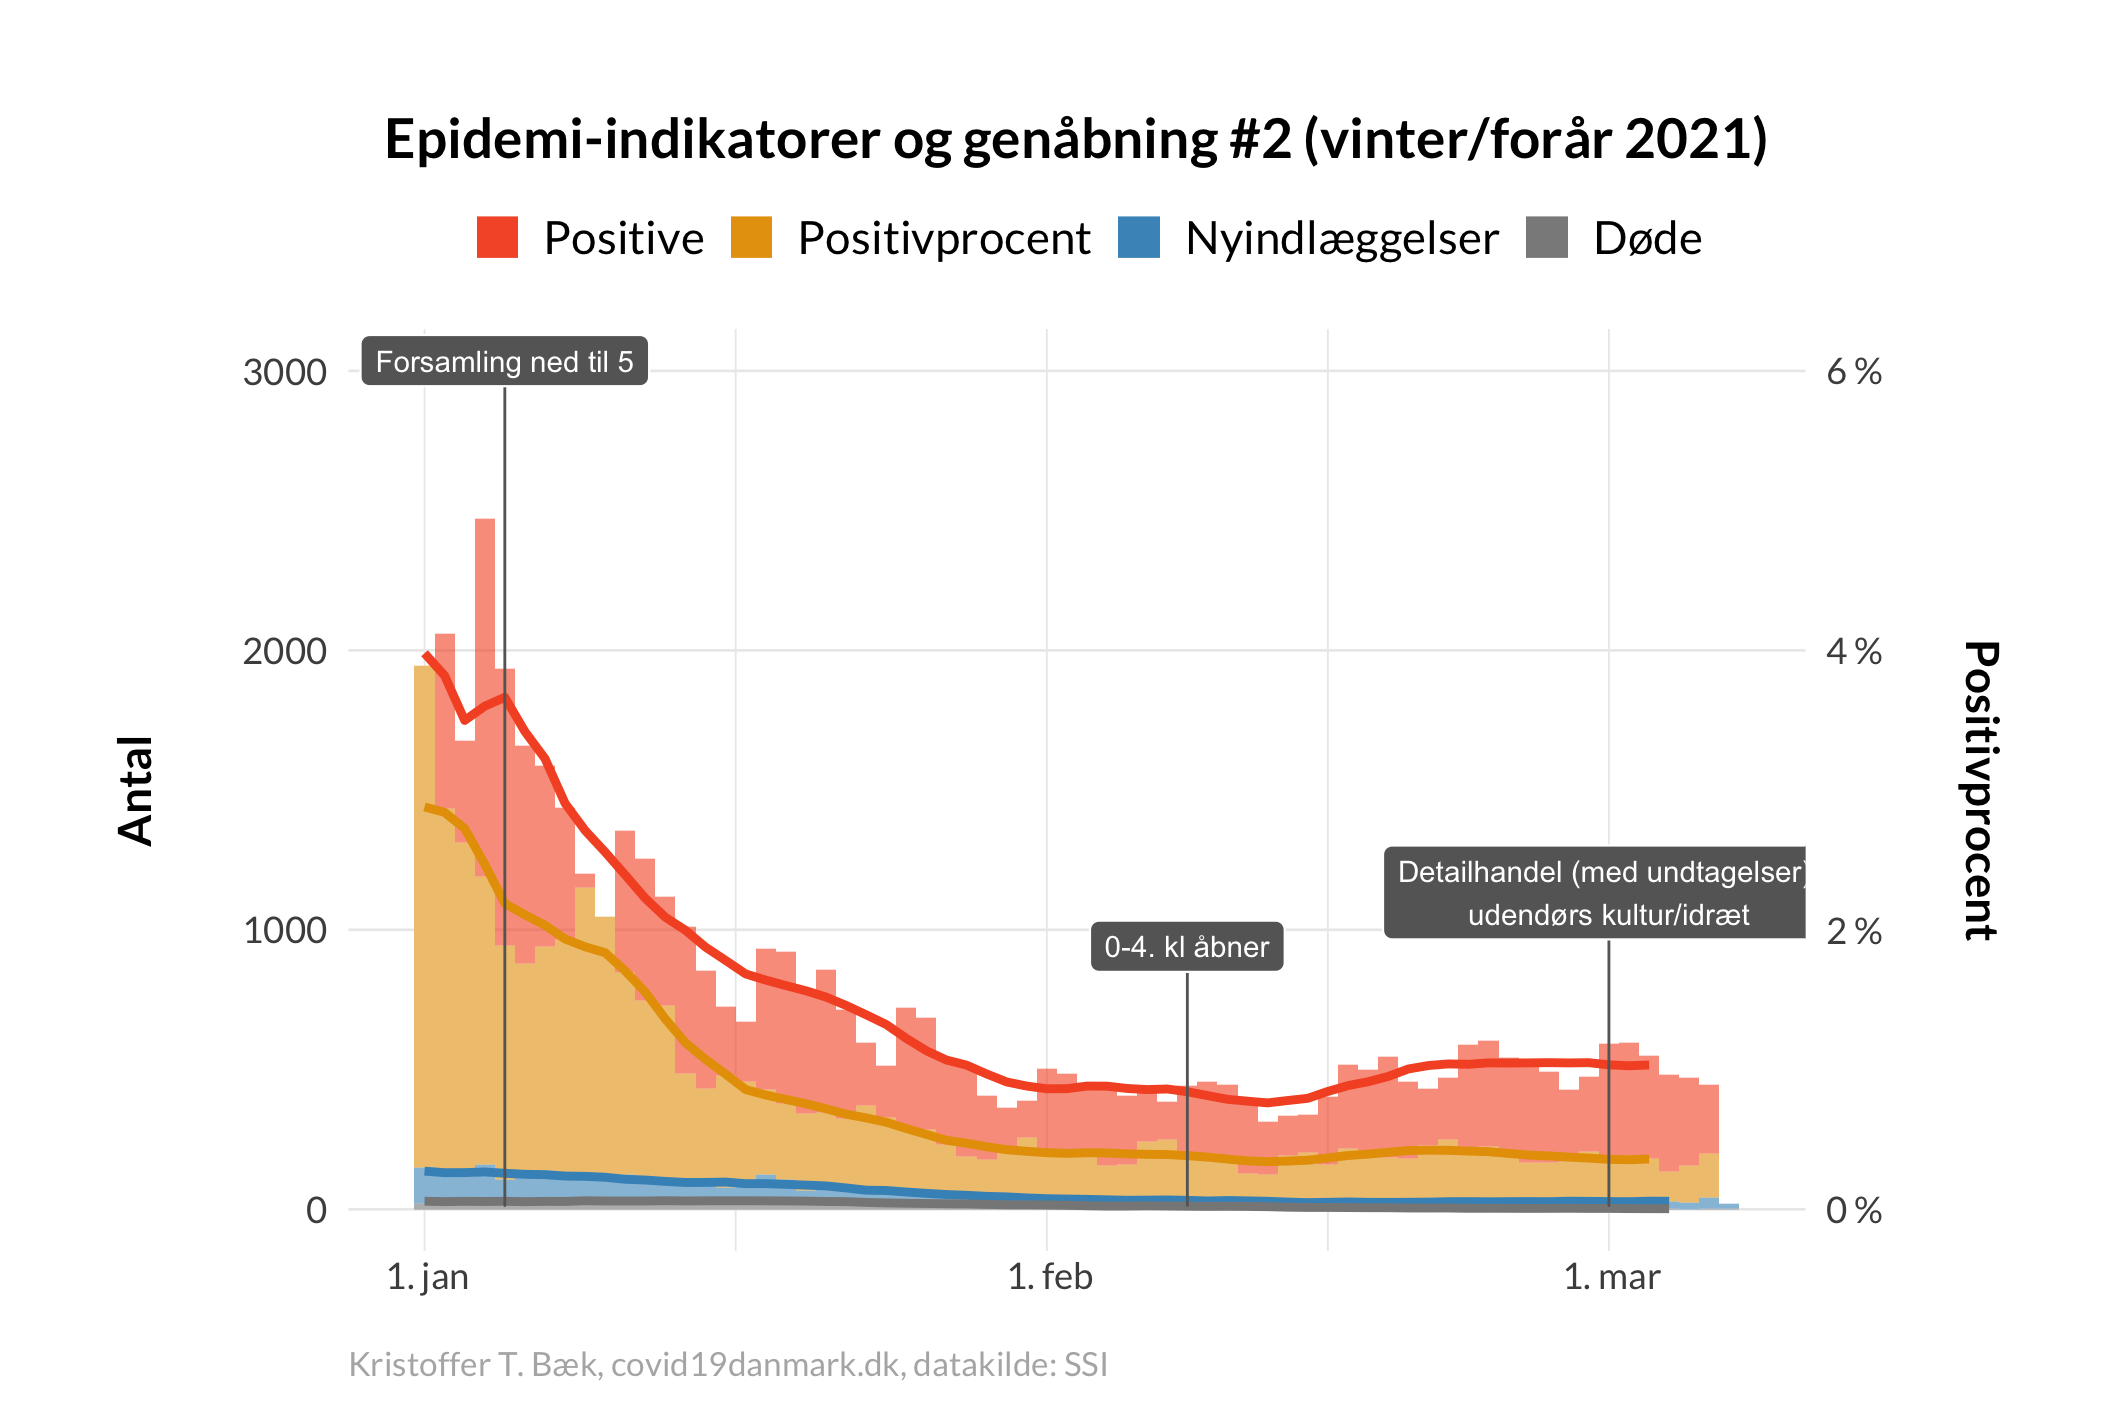 Epidemi-indikatorer og genåbning #2 (vinter/forår 2021)
Positive
Positivprocent
Nyindlæggelser
Døde
Forsamling ned til 5
3000
2000
1000
0
6 %
4 %
2 %
0 %
Antal
Positivprocent
Detailhandel (med undtagelser)
udendørs kultur/idræt
0-4. kl åbner
1. jan
1. feb
1. mar
Kristoffer T. Bæk, covid19danmark.dk, datakilde: SSI